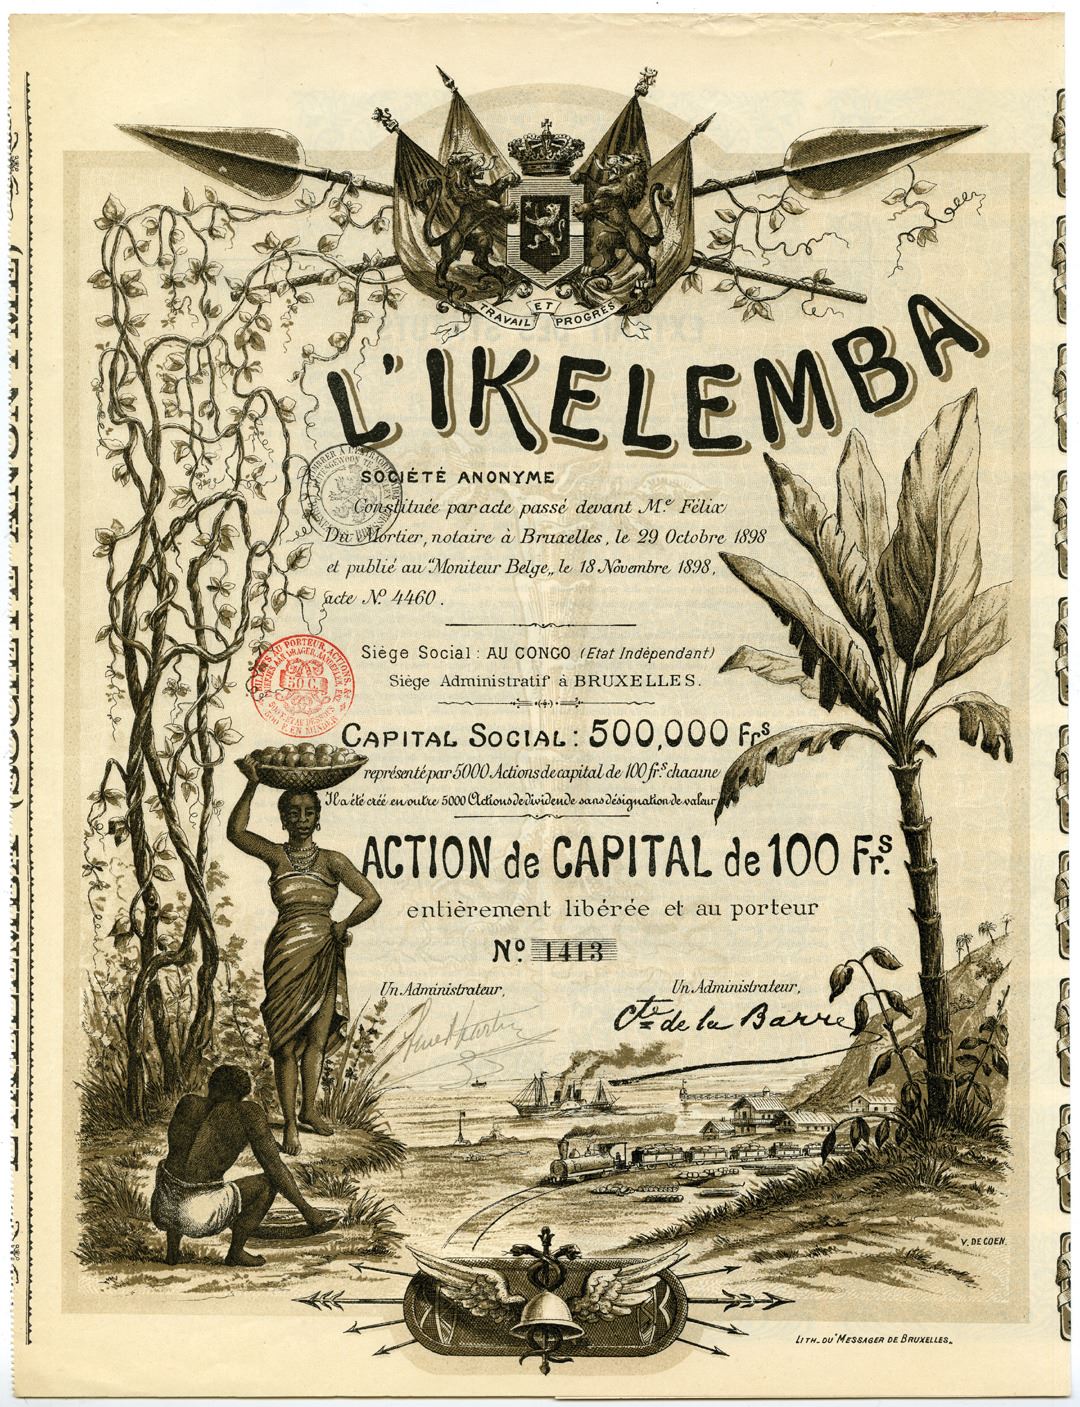 TRAVAIL ET PROGRÈS
L'IKELEMBA
SOCIÉTÉ ANONYME
Constituée par acte passé devant Me Félix
Du Mortier, notaire à Bruxelles, le 29 Octobre 1898
et publié au "Moniteur Belge„ le 18 Novembre 1898,
acte No 4460.
Siège Social: AU CONGO (Etat Indépendant)
Siège Administratif à BRUXELLES.
CAPITAL SOCIAL: 500,000 Frs
représenté par 5000 Actions de capital de 100 frs chacune
Il a été créé en outre 5000 Actions de dividende sans désignation de valeur
ACTION de CAPITAL de 100 Frs.
entièrement libérée et au porteur
No 1413
Un Administrateur,
Un Administrateur,
Cte de la Barre
V. DE COEN.
LITH. DU "MESSAGER DE BRUXELLES„